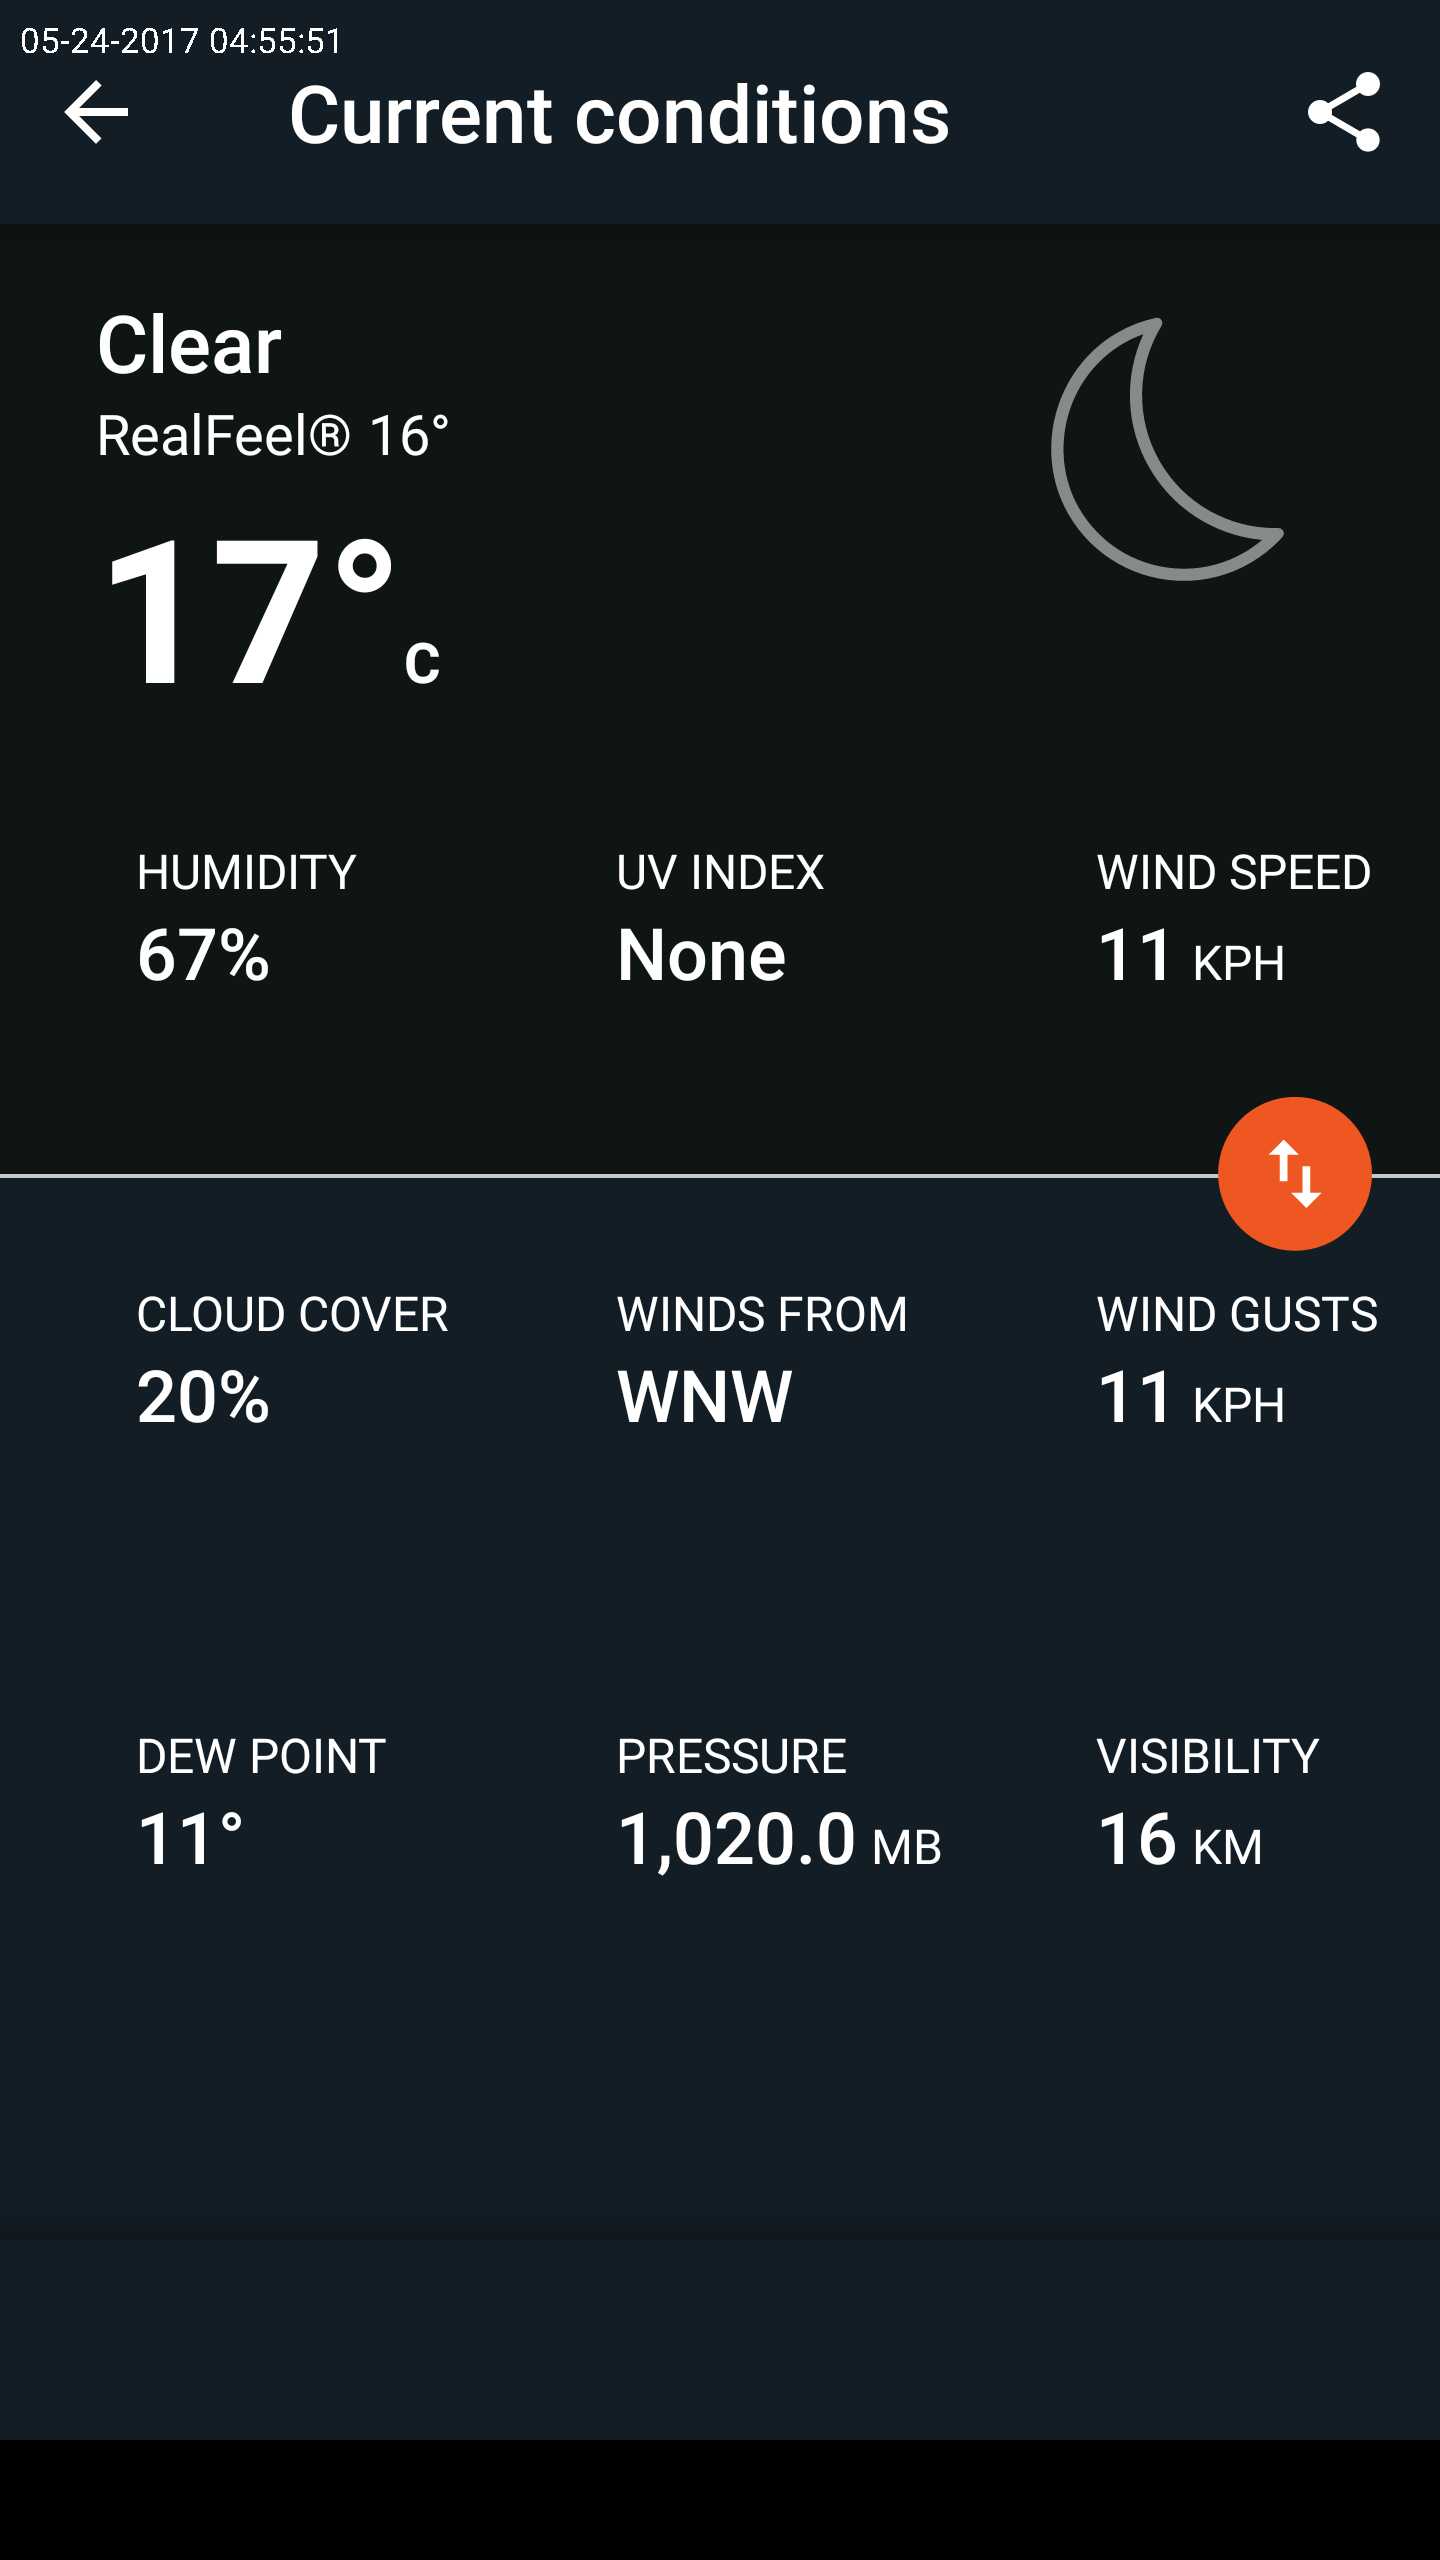 05-24-2017 04:55:51
Current conditions
Clear
RealFeel® 16°
17° C
HUMIDITY UV INDEX WIND SPEED
67% None 11 KPH
CLOUD COVER WINDS FROM WIND GUSTS
20% WNW 11 KPH
DEW POINT PRESSURE VISIBILITY
11° 1,020.0 MB 16 KM